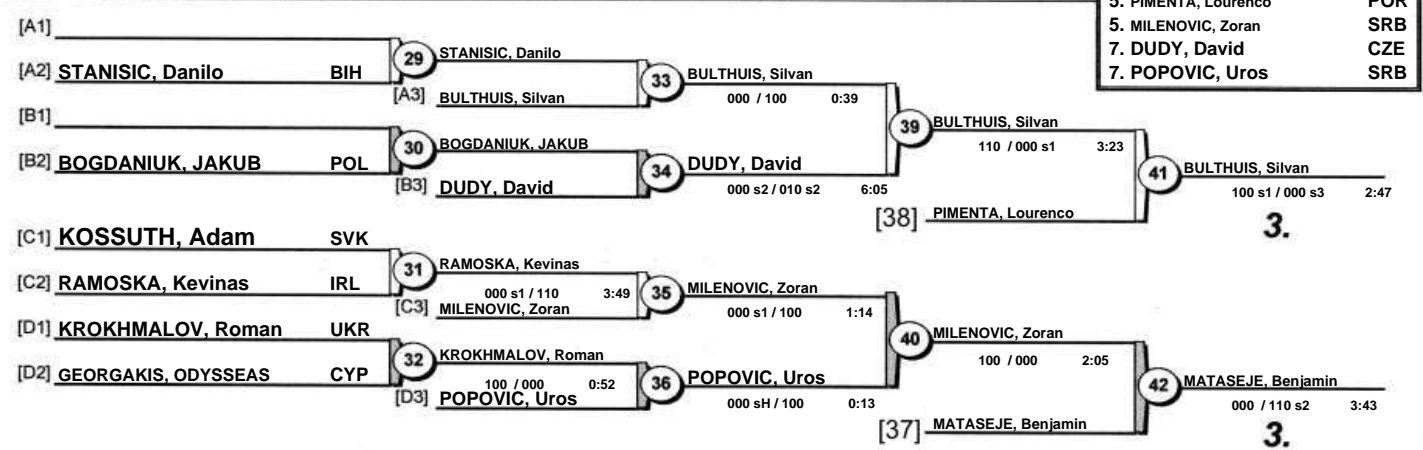 5. PIMENTA, Lourenco POR
5. MILENOVIC, Zoran SRB
7. DUDY, David CZE
7. POPOVIC, Uros SRB
[A1]
29 STANISIC, Danilo
[A2] STANISIC, Danilo BIH
33 BULTHUIS, Silvan
[A3] BULTHUIS, Silvan
000 / 100 0:39
[B1]
39 BULTHUIS, Silvan
30 BOGDANIUK, JAKUB
110 / 000 s1 3:23
[B2] BOGDANIUK, JAKUB POL
34 DUDY, David
41 BULTHUIS, Silvan
[B3] DUDY, David
000 s2 / 010 s2 6:05
100 s1 / 000 s3 2:47
[38] PIMENTA, Lourenco
3.
[C1] KOSSUTH, Adam SVK
31 RAMOSKA, Kevinas
[C2] RAMOSKA, Kevinas IRL
35 MILENOVIC, Zoran
000 s1 / 110 3:49
[C3] MILENOVIC, Zoran
000 s1 / 100 1:14
[D1] KROKHMALOV, Roman UKR
40 MILENOVIC, Zoran
32 KROKHMALOV, Roman
100 / 000 2:05
[D2] GEORGAKIS, ODYSSEAS CYP
36 POPOVIC, Uros
42 MATASEJE, Benjamin
100 / 000 0:52
[D3] POPOVIC, Uros
000 sH / 100 0:13
000 / 110 s2 3:43
[37] MATASEJE, Benjamin
3.